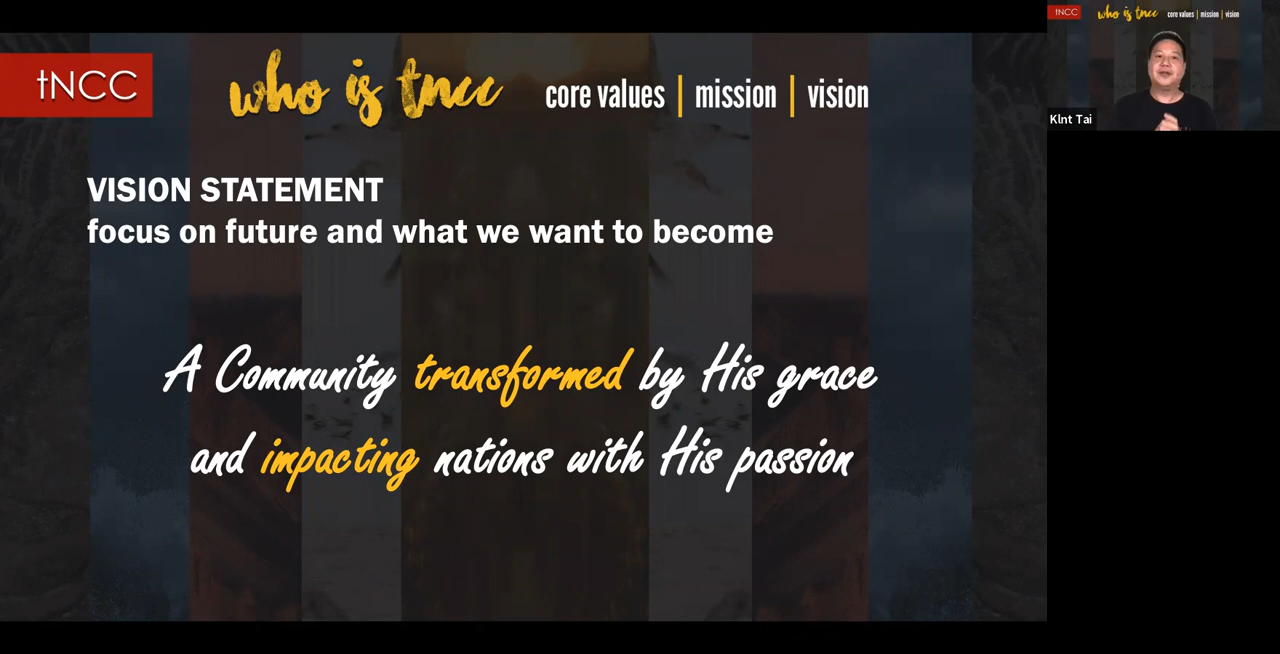 tNCC
who is tncc
core values | mission | vision
VISION STATEMENT
focus on future and what we want to become
A Community transformed by His grace
and impacting nations with His passion
tNCC
who is tncc
core values | mission | vision
Klnt Tai